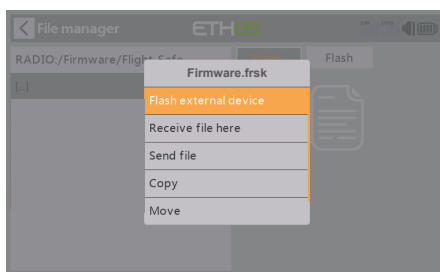 File manager
ETH
RADIO:/Firmware/Flight Safe
Flash
[..]
Firmware.frsk
Flash external device
Receive file here
Send file
Copy
Move